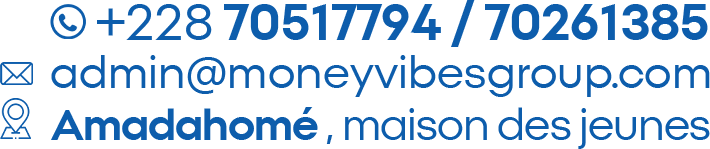 +228 70517794 / 70261385
admin@moneyvibesgroup.com
Amadahomé , maison des jeunes